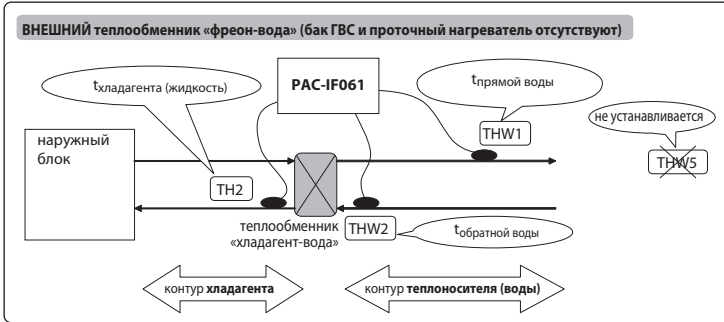 ВНЕШНИЙ теплообменник «фреон-вода» (бак ГВС и проточный нагреватель отсутствуют)
tхладагента (жидкость)
PAC-IF061
tпрямой воды
не устанавливается
наружный
блок
THW1
THW5
TH2
теплообменник
«хладагент-вода»
THW2
tобратной воды
контур хладагента
контур теплоносителя (воды)